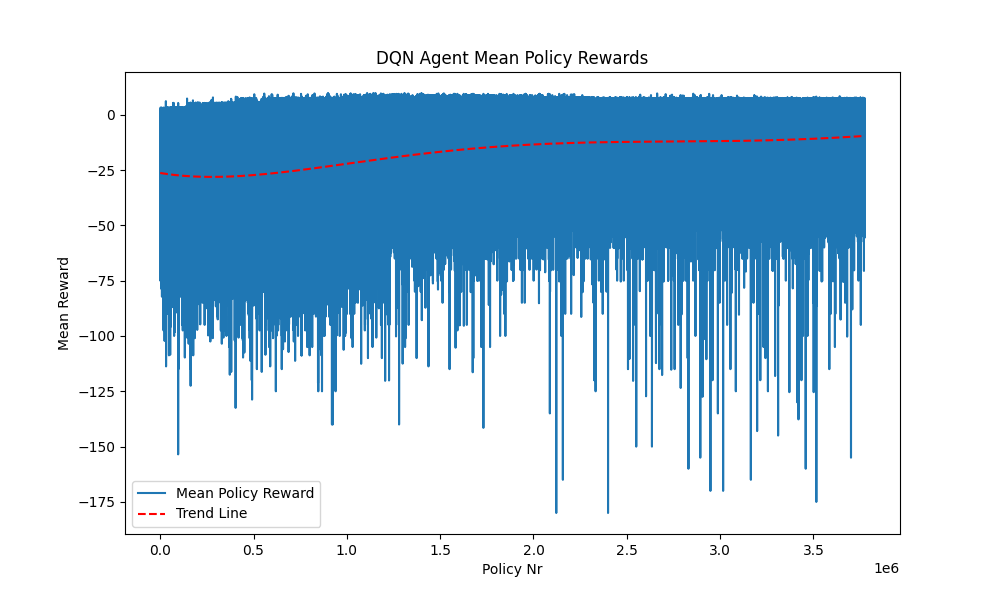 DQN Agent Mean Policy Rewards
Mean Reward
0
−25
−50
−75
−100
−125
−150
−175
Mean Policy Reward
Trend Line
0.0 0.5 1.0 1.5 2.0 2.5 3.0 3.5
1e6
Policy Nr